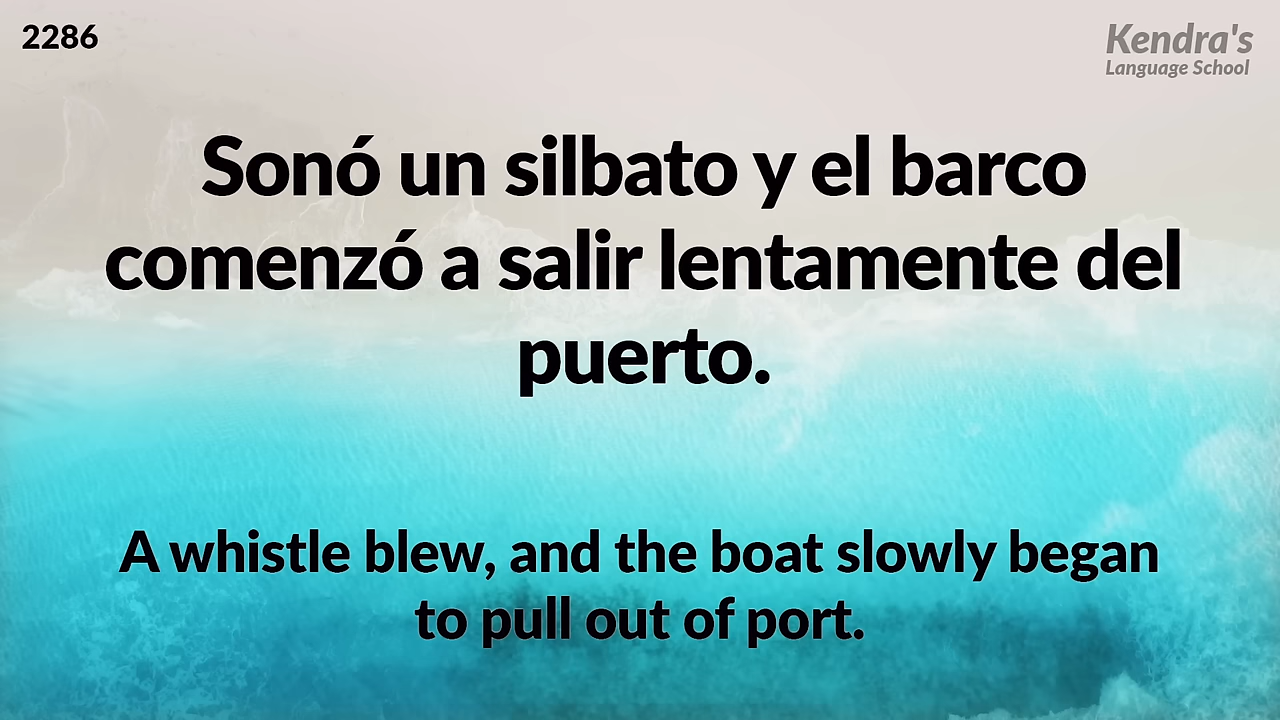 2286
Kendra's
Language School
Sonó un silbato y el barco
comenzó a salir lentamente del
puerto.
A whistle blew, and the boat slowly began
to pull out of port.